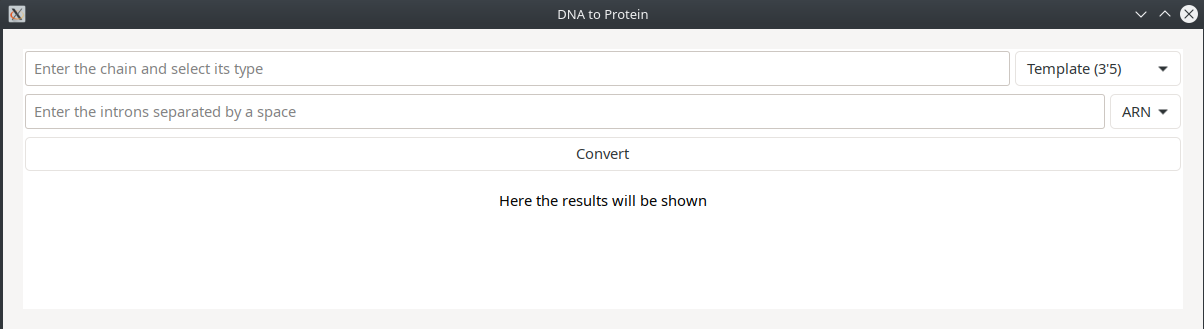 DNA to Protein
Enter the chain and select its type
Template (3'5)
Enter the introns separated by a space
ARN
Convert
Here the results will be shown